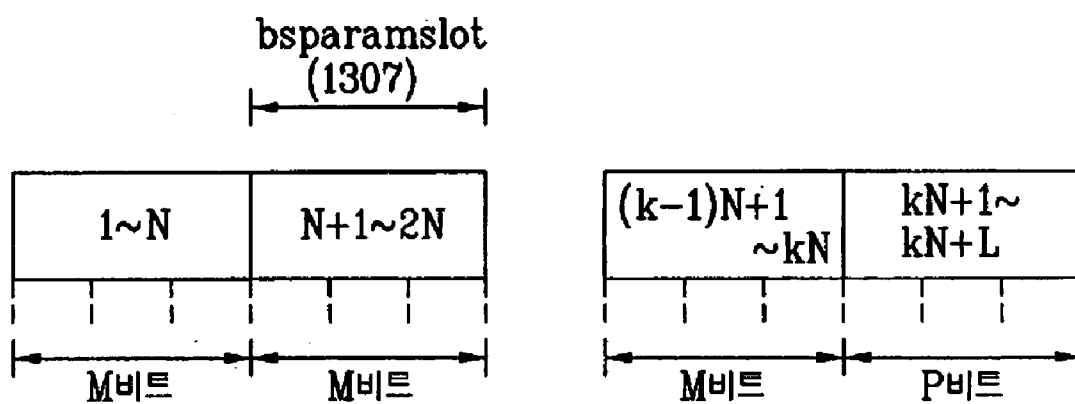 bsparamslot
(1307)
1~N
N+1~2N
(k-1)N+1
~kN
kN+1~
kN+L
M비트
M비트
M비트
P비트